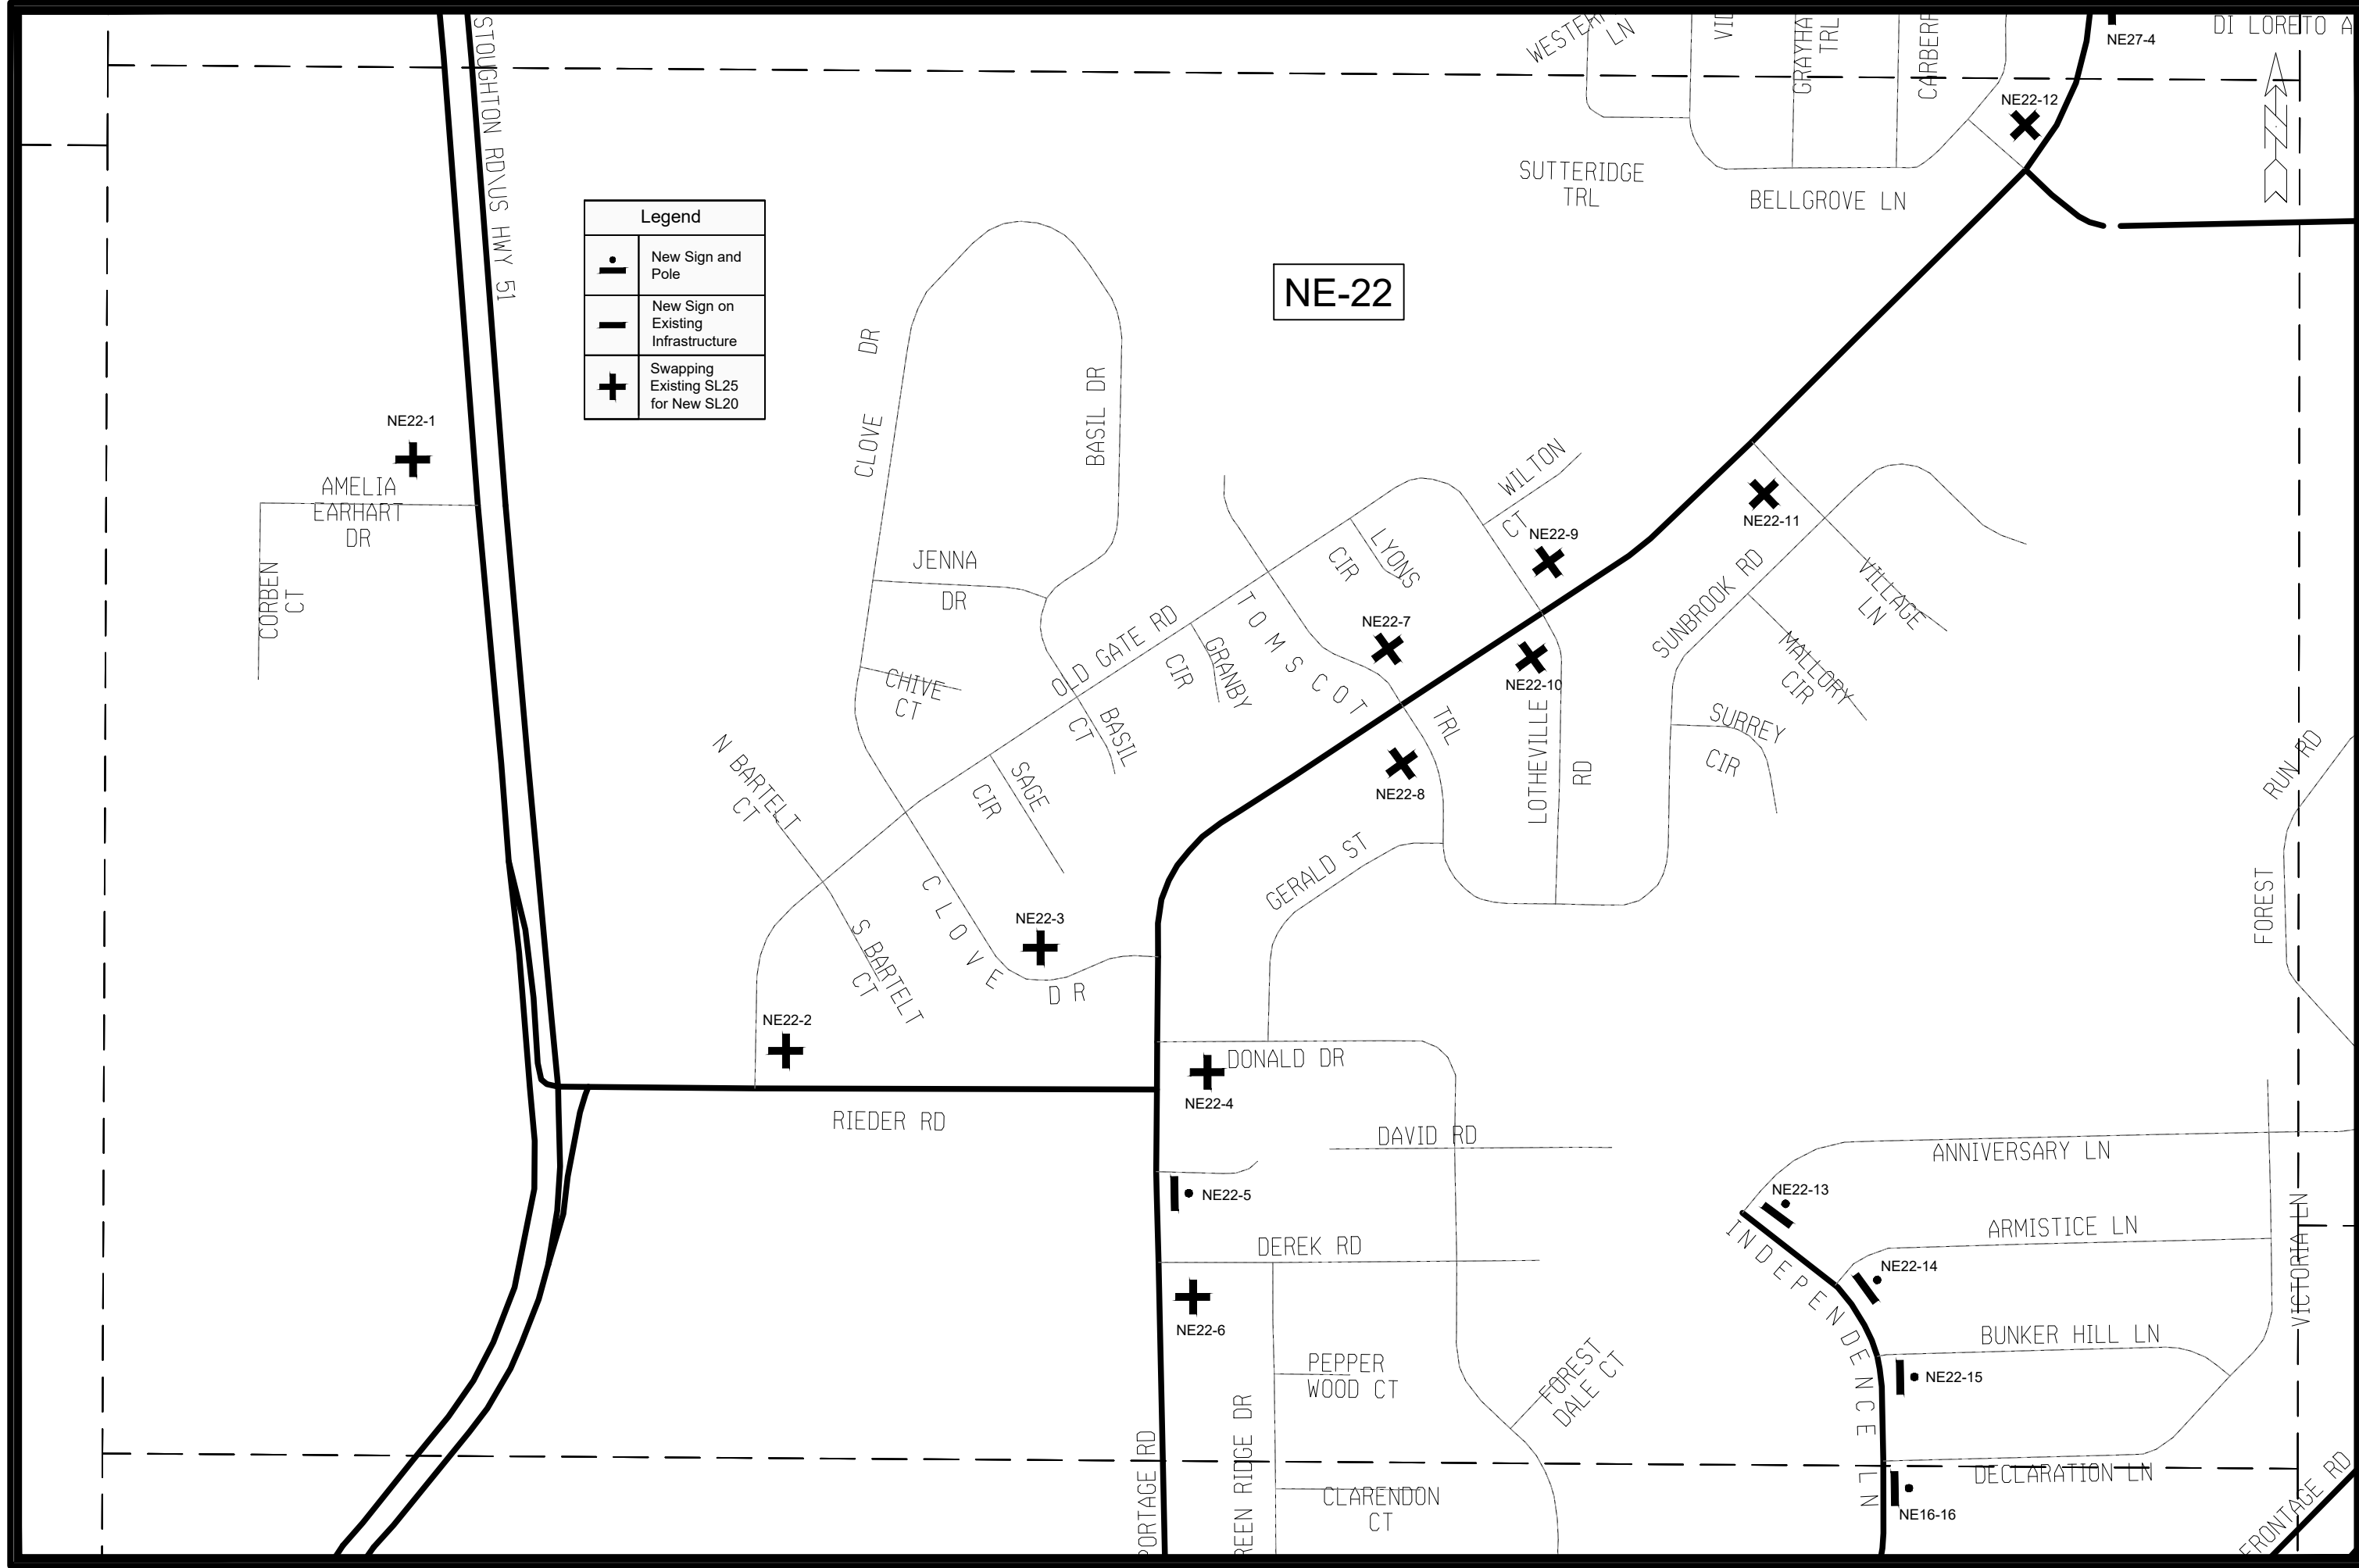 WESTER
LN
VI
GRAYHA
TRL
CARBERR
NE27-4
DI LORETO A
STOUGHTON RD\US HWY 51
NE22-12
SUTTERIDGE
TRL
BELLGROVE LN
Legend
New Sign and
Pole
New Sign on
Existing
Infrastructure
Swapping
Existing SL25
for New SL20
NE-22
CLOVE DR
BASIL DR
NE22-1
AMELIA
EARHART
DR
CORBEN
CT
JENNA
DR
CHIVE
CT
OLD GATE RD
WILTON
CT
LYONS
CIR
NE22-9
NE22-11
NE22-7
TOMSCOT
TRL
GRANBY
CIR
BASIL
CT
SAGE
CIR
N BARTELT
CT
S BARTELT
CT
CLOVE
DR
NE22-3
NE22-2
NE22-10
NE22-8
LOTHEVILLE
RD
SUNBROOK RD
VILLAGE
LN
MALLORY
CIR
SURREY
CIR
GERALD ST
FOREST
RUN RD
RIEDER RD
DONALD DR
NE22-4
DAVID RD
NE22-5
DEREK RD
NE22-6
PEPPER
WOOD CT
FOREST
DALE CT
CLARENDON
CT
PORTAGE RD
REEN RIDGE DR
ANNIVERSARY LN
NE22-13
ARMISTICE LN
NE22-14
INDEPENDENCE LN
BUNKER HILL LN
NE22-15
VICTORIA LN
DECLARATION LN
NE16-16
FRONTAGE RD